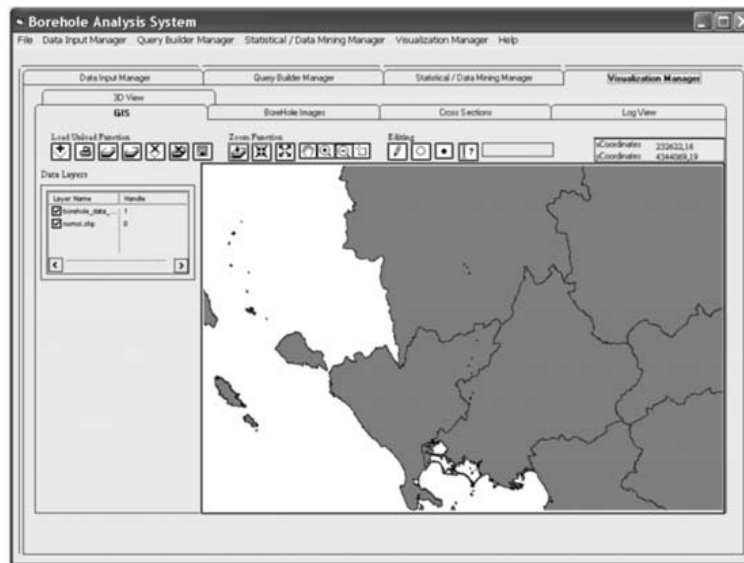 Borehole Analysis System
File Data Input Manager Query Builder Manager Statistical / Data Mining Manager Visualization Manager Help
Data Input Manager Query Builder Manager Statistical / Data Mining Manager Visualization Manager
3D View
GIS BoreHole Images Cross Sections Log View
Load Unload Function Zoom Function Editing
xCoordinates 232622,16
yCoordinates 4344069,19
Data Layers
Layer Name Handle
borehole_data_... 1
nomoi.shp 0